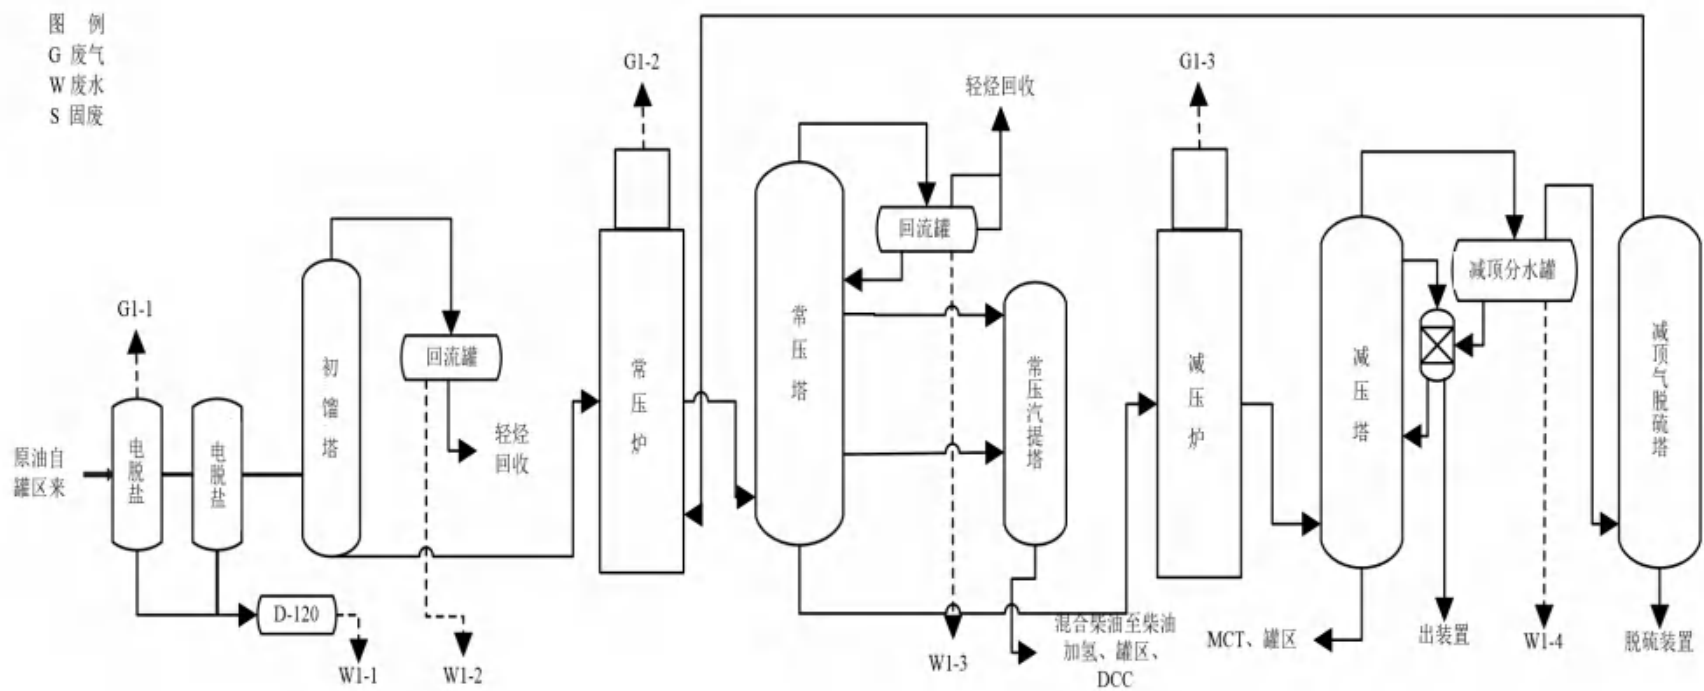 图 例
G 废气
W 废水
S 固废
G1-1
原油自
罐区来
电脱盐
电脱盐
D-120
W1-1
初馏塔
回流罐
轻烃
回收
W1-2
G1-2
常压炉
常压塔
回流罐
轻烃回收
常压汽提塔
W1-3
混合柴油至柴油
加氢、罐区、
DCC
G1-3
减压炉
减压塔
MCT、罐区
减顶分水罐
出装置
W1-4
减顶气脱硫塔
脱硫装置